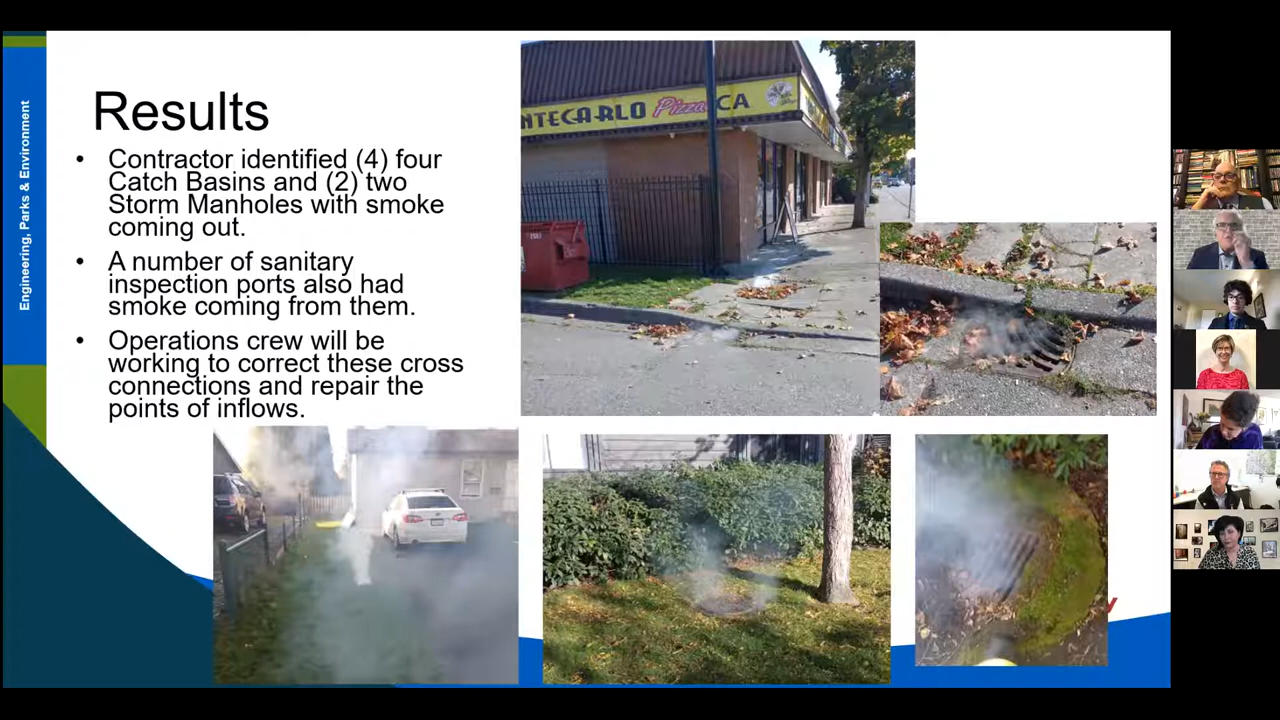 Engineering, Parks & Environment
Results
• Contractor identified (4) four
Catch Basins and (2) two
Storm Manholes with smoke
coming out.
• A number of sanitary
inspection ports also had
smoke coming from them.
• Operations crew will be
working to correct these cross
connections and repair the
points of inflows.
NTECARLO Pizza CA